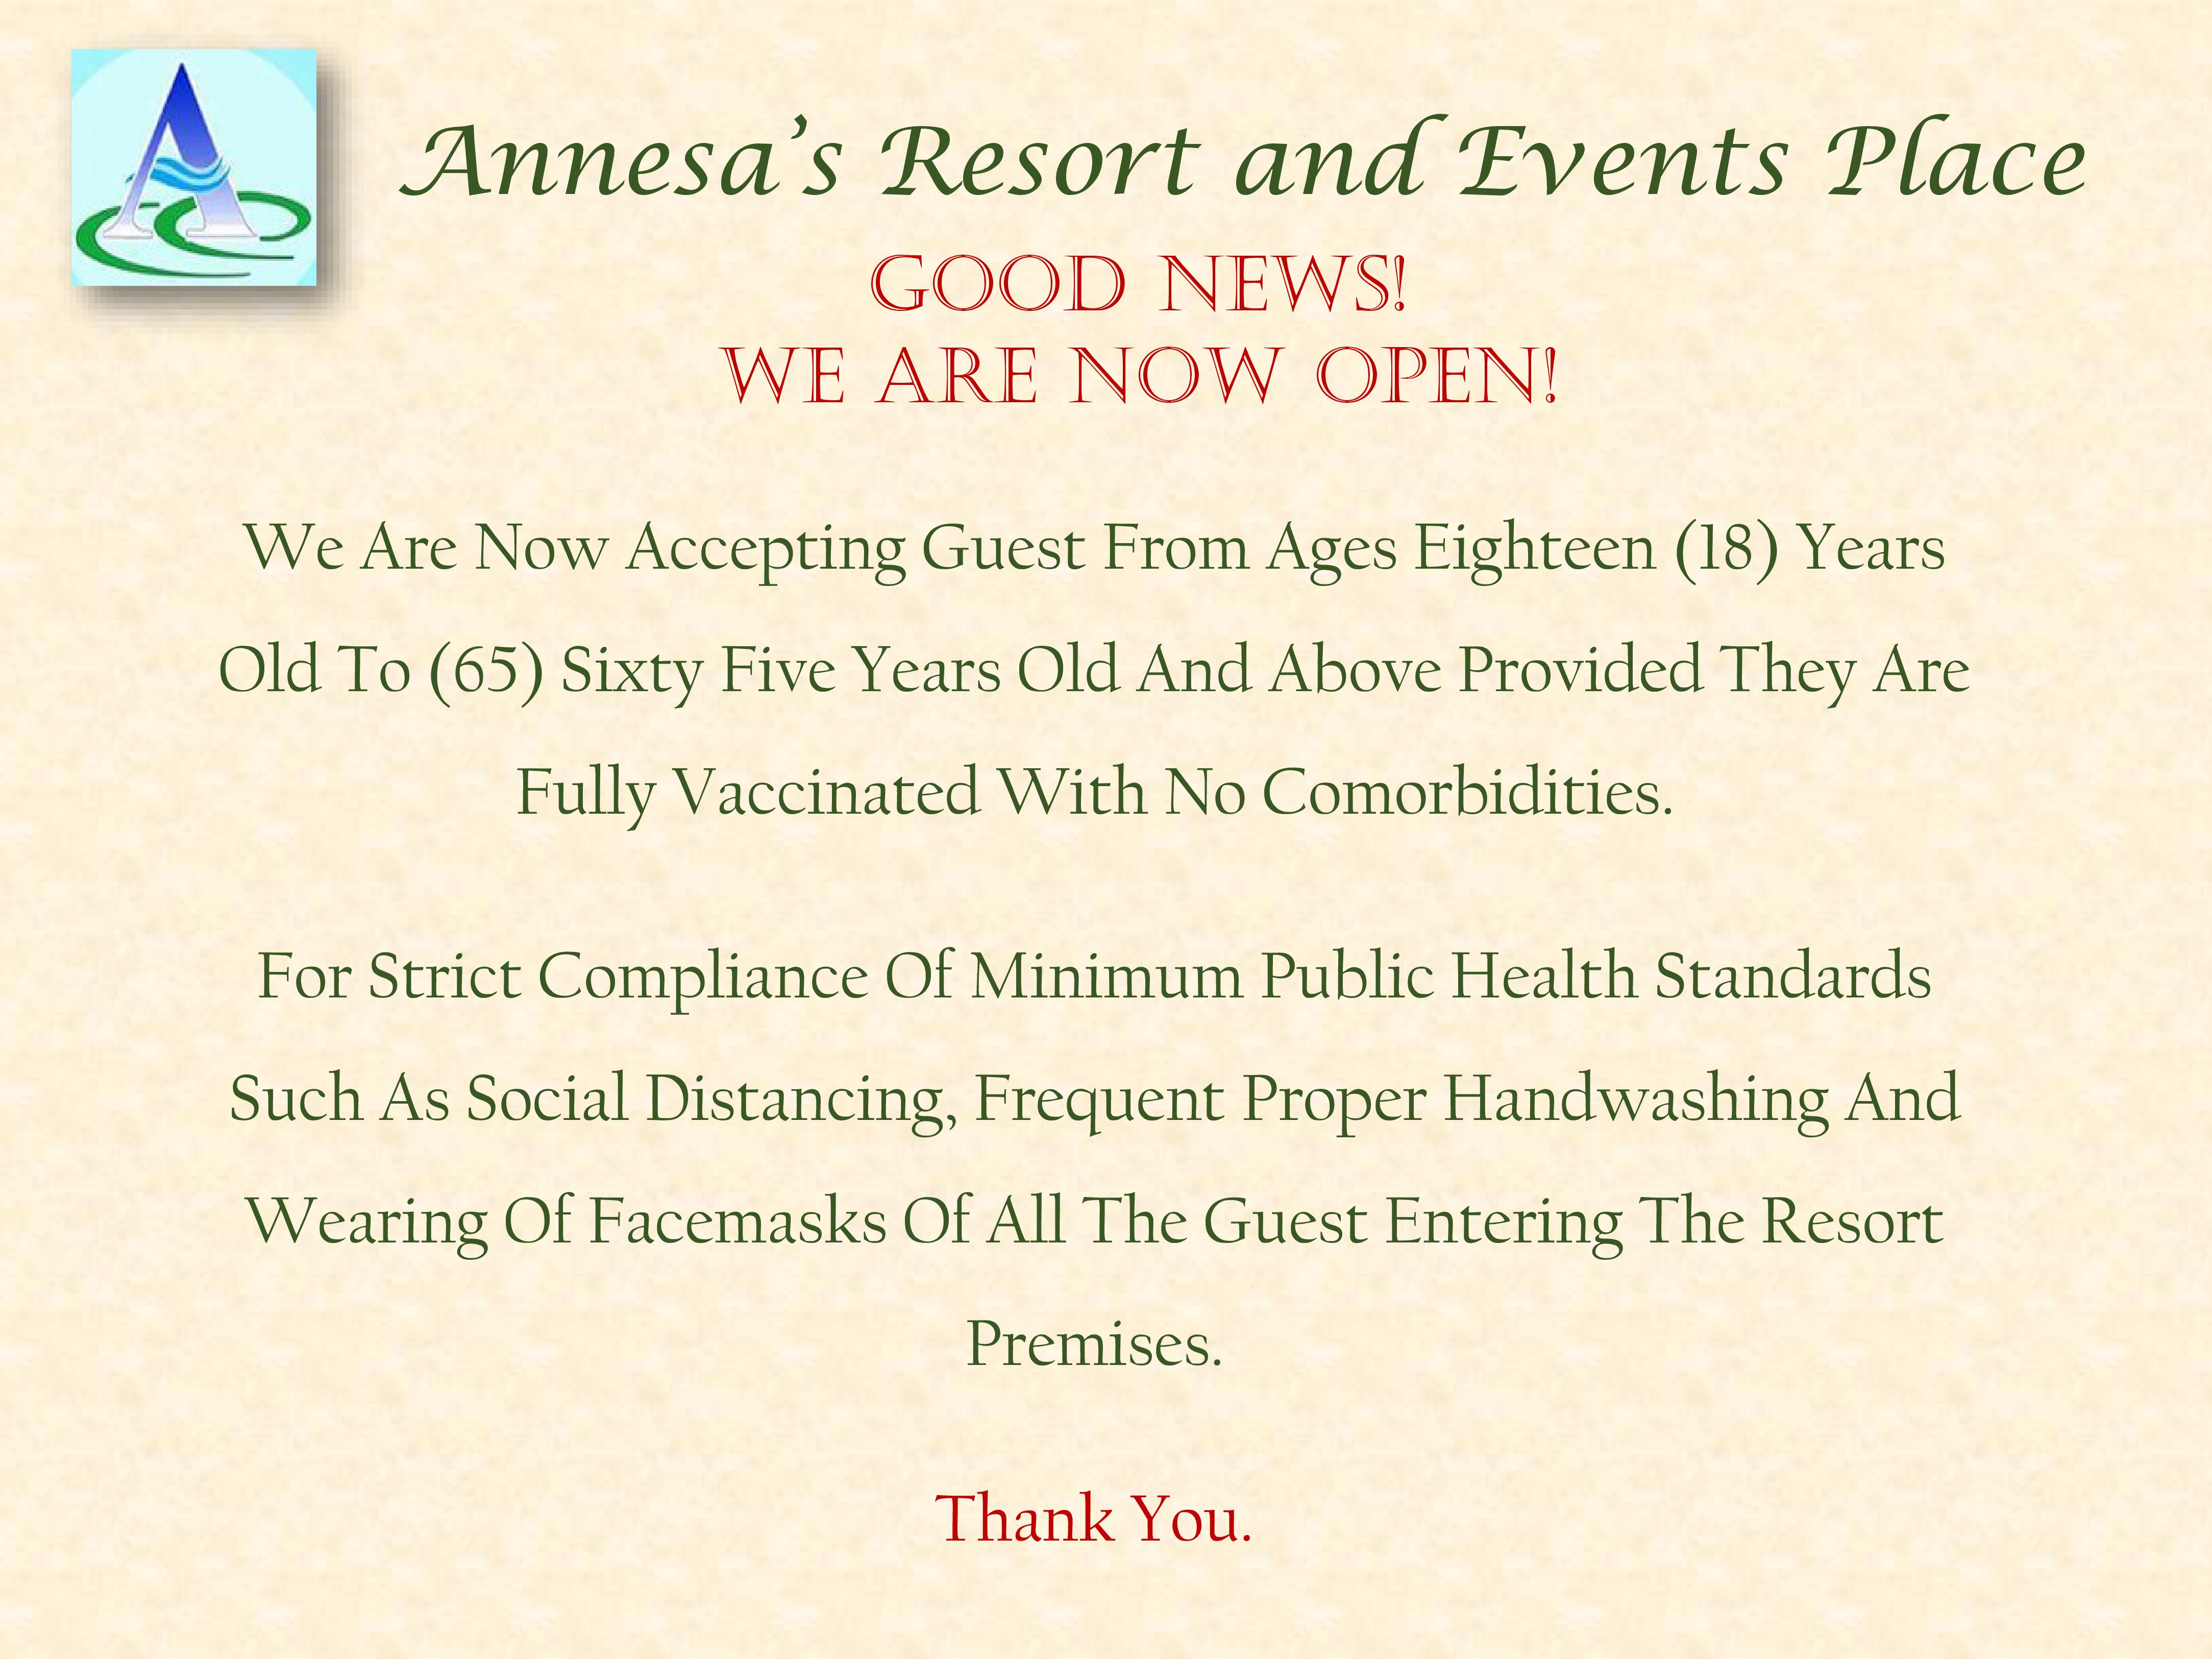 A
Annesa’s Resort and Events Place
GOOD NEWS!
WE ARE NOW OPEN!
We Are Now Accepting Guest From Ages Eighteen (18) Years
Old To (65) Sixty Five Years Old And Above Provided They Are
Fully Vaccinated With No Comorbidities.
For Strict Compliance Of Minimum Public Health Standards
Such As Social Distancing, Frequent Proper Handwashing And
Wearing Of Facemasks Of All The Guest Entering The Resort
Premises.
Thank You.